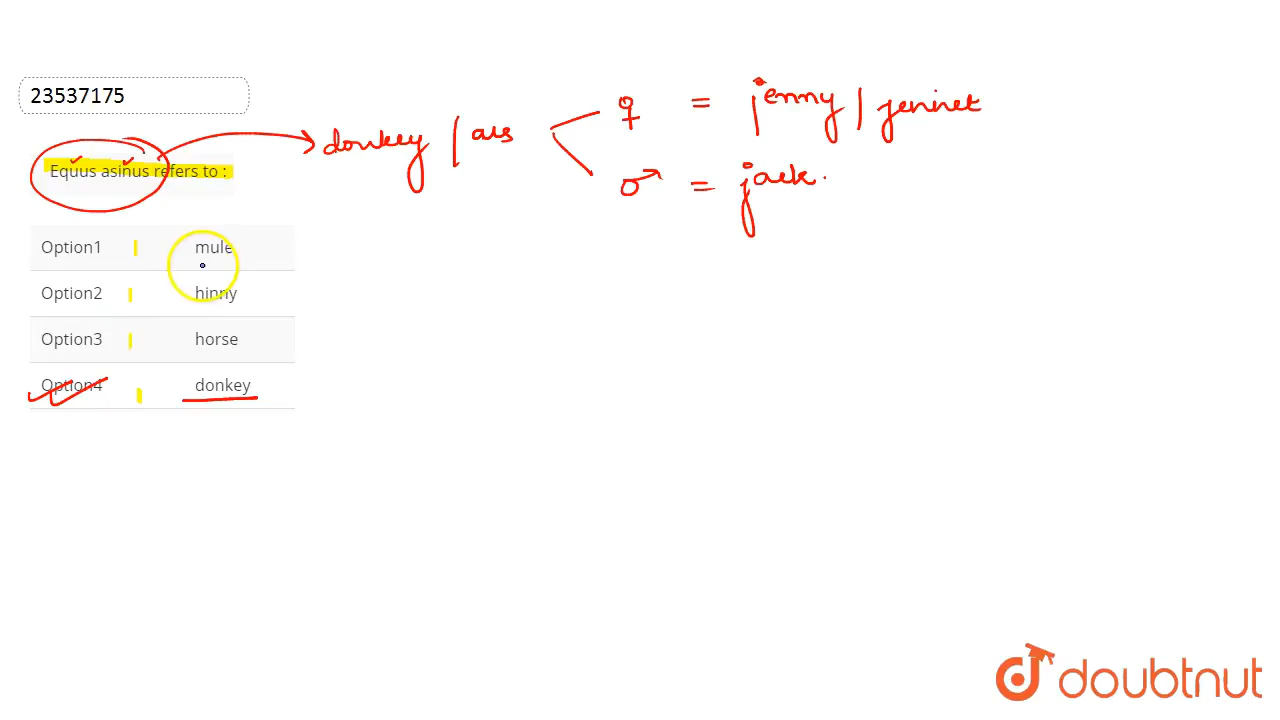 23537175
Equus asinus refers to :
donkey | ass
♀ = jenny | jennet
♂ = jack.
Option1 mule
Option2 hinny
Option3 horse
Option4 donkey
doubtnut